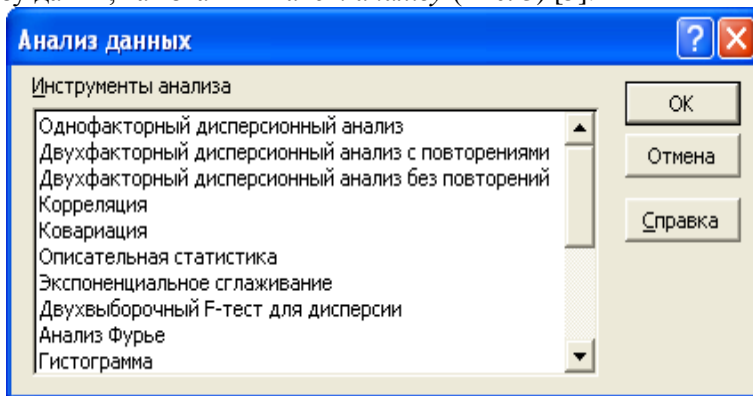 Анализ данных
Инструменты анализа
Однофакторный дисперсионный анализ
Двухфакторный дисперсионный анализ с повторениями
Двухфакторный дисперсионный анализ без повторений
Корреляция
Ковариация
Описательная статистика
Экспоненциальное сглаживание
Двухвыборочный F-тест для дисперсии
Анализ Фурье
Гистограмма
OK
Отмена
Справка